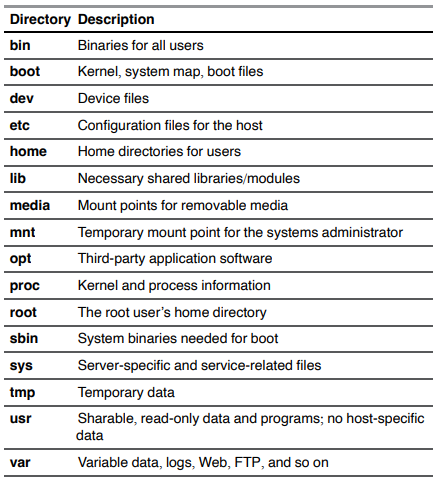 Directory Description
bin Binaries for all users
boot Kernel, system map, boot files
dev Device files
etc Configuration files for the host
home Home directories for users
lib Necessary shared libraries/modules
media Mount points for removable media
mnt Temporary mount point for the systems administrator
opt Third-party application software
proc Kernel and process information
root The root user's home directory
sbin System binaries needed for boot
sys Server-specific and service-related files
tmp Temporary data
usr Sharable, read-only data and programs; no host-specific
data
var Variable data, logs, Web, FTP, and so on